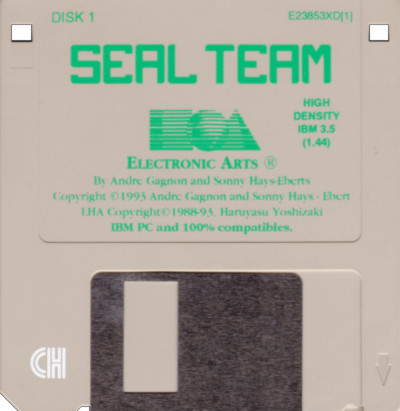 DISK 1
E23853XD[1]
SEAL TEAM
HIGH
DENSITY
IBM 3.5
(1.44)
EOA
ELECTRONIC ARTS ®
By Andre Gagnon and Sonny Hays-Eberts
Copyright ©1993 Andre Gagnon and Sonny Hays - Ebert
LHA Copyright©1988-93, Haruyasu Yoshizaki
IBM PC and 100% compatibles.
CH